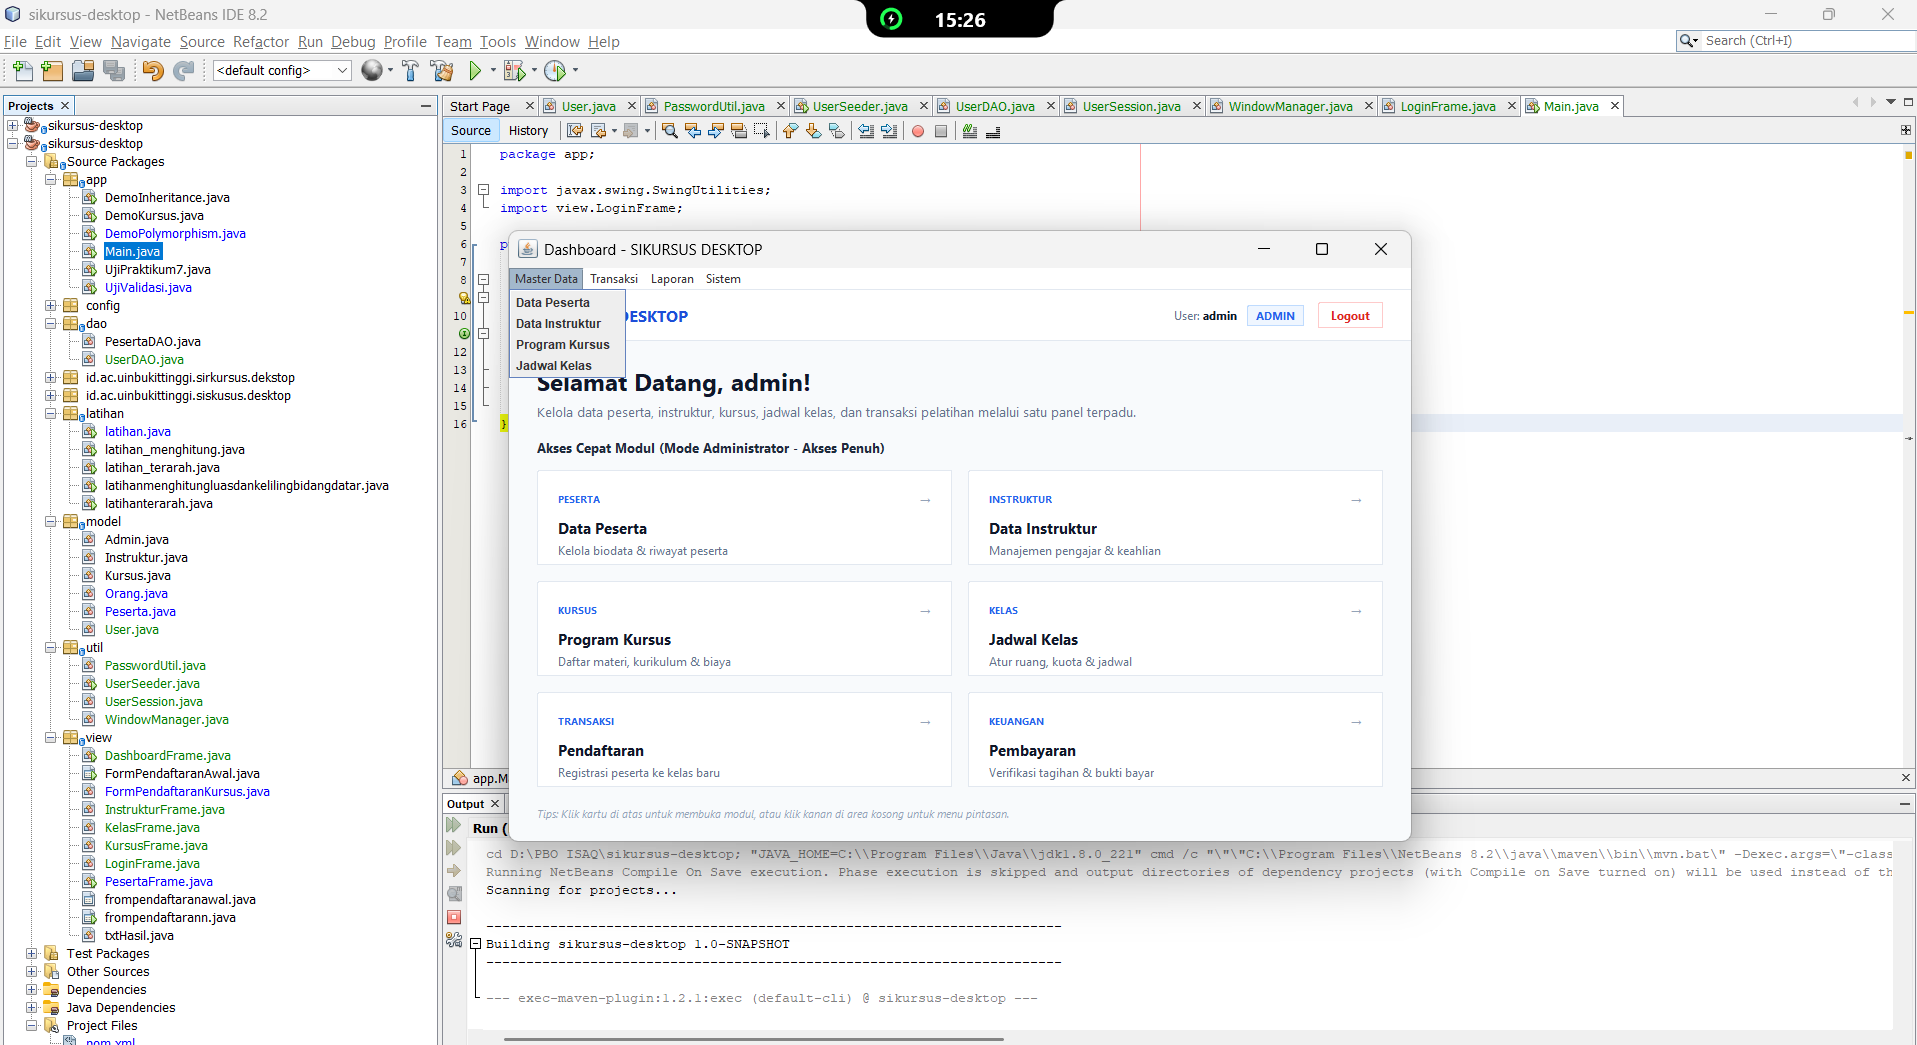 sikursus-desktop - NetBeans IDE 8.2
15:26
File Edit View Navigate Source Refactor Run Debug Profile Team Tools Window Help
Search (Ctrl+I)
<default config>
Projects
sikursus-desktop
sikursus-desktop
Source Packages
app
DemoInheritance.java
DemoKursus.java
DemoPolymorphism.java
Main.java
UjiPraktikum7.java
UjiValidasi.java
config
dao
PesertaDAO.java
UserDAO.java
id.ac.uinbukittinggi.sirkursus.dekstop
id.ac.uinbukittinggi.siskusus.desktop
latihan
latihan.java
latihan_menghitung.java
latihan_terarah.java
latihanmenghitungluasdankelilingbidangdatar.java
latihanterarah.java
model
Admin.java
Instruktur.java
Kursus.java
Orang.java
Peserta.java
User.java
util
PasswordUtil.java
UserSeeder.java
UserSession.java
WindowManager.java
view
DashboardFrame.java
FormPendaftaranAwal.java
FormPendaftaranKursus.java
InstrukturFrame.java
KelasFrame.java
KursusFrame.java
LoginFrame.java
PesertaFrame.java
frompendaftaranawal.java
frompendaftarann.java
txtHasil.java
Test Packages
Other Sources
Dependencies
Java Dependencies
Project Files
pom.xml
Start Page User.java PasswordUtil.java UserSeeder.java UserDAO.java UserSession.java WindowManager.java LoginFrame.java Main.java
Source History
1 package app;
2
3 import javax.swing.SwingUtilities;
4 import view.LoginFrame;
5
6 p
7
8
10
12
13
14
15
16 }
Dashboard - SIKURSUS DESKTOP
Master Data Transaksi Laporan Sistem
Data Peserta
Data Instruktur
Program Kursus
Jadwal Kelas
DESKTOP
User: admin ADMIN Logout
Selamat Datang, admin!
Kelola data peserta, instruktur, kursus, jadwal kelas, dan transaksi pelatihan melalui satu panel terpadu.
Akses Cepat Modul (Mode Administrator - Akses Penuh)
PESERTA →
Data Peserta
Kelola biodata & riwayat peserta
INSTRUKTUR →
Data Instruktur
Manajemen pengajar & keahlian
KURSUS →
Program Kursus
Daftar materi, kurikulum & biaya
KELAS →
Jadwal Kelas
Atur ruang, kuota & jadwal
TRANSAKSI →
Pendaftaran
Registrasi peserta ke kelas baru
KEUANGAN →
Pembayaran
Verifikasi tagihan & bukti bayar
Tips: Klik kartu di atas untuk membuka modul, atau klik kanan di area kosong untuk menu pintasan.
app.M
Output
Run (
cd D:\PBO ISAQ\sikursus-desktop; "JAVA_HOME=C:\\Program Files\\Java\\jdk1.8.0_221" cmd /c "\"\"C:\\Program Files\\NetBeans 8.2\\java\\maven\\bin\\mvn.bat\" -Dexec.args=\"-class
Running NetBeans Compile On Save execution. Phase execution is skipped and output directories of dependency projects (with Compile on Save turned on) will be used instead of th
Scanning for projects...
------------------------------------------------------------------------
Building sikursus-desktop 1.0-SNAPSHOT
------------------------------------------------------------------------
--- exec-maven-plugin:1.2.1:exec (default-cli) @ sikursus-desktop ---